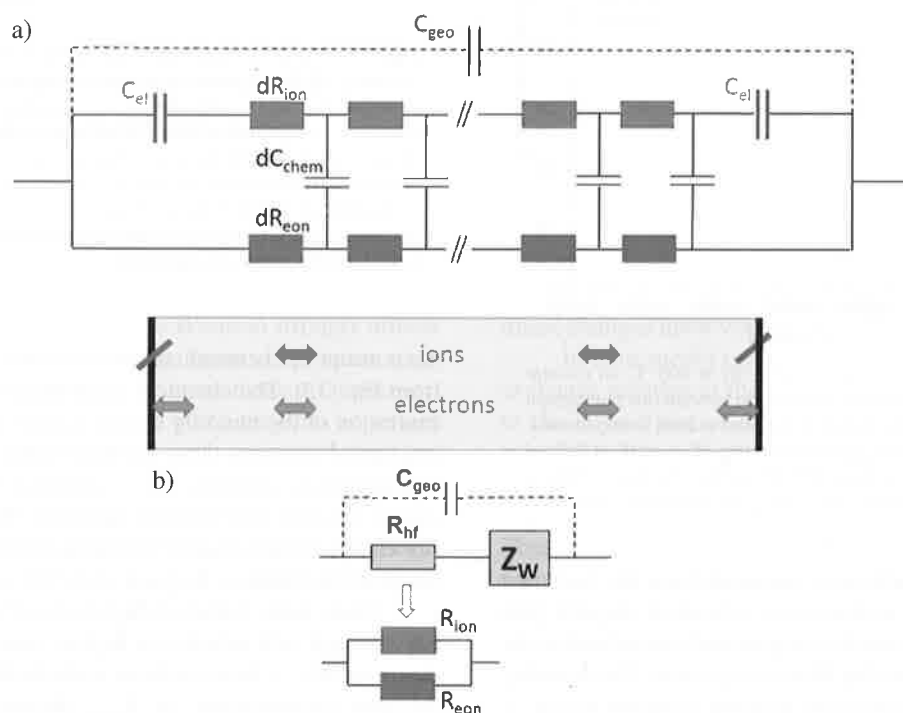 a)
C_geo
C_el
dR_ion
C_el
dC_chem
dR_eon
//
//
ions
electrons
b)
C_geo
R_hf
Z_W
R_ion
R_eon